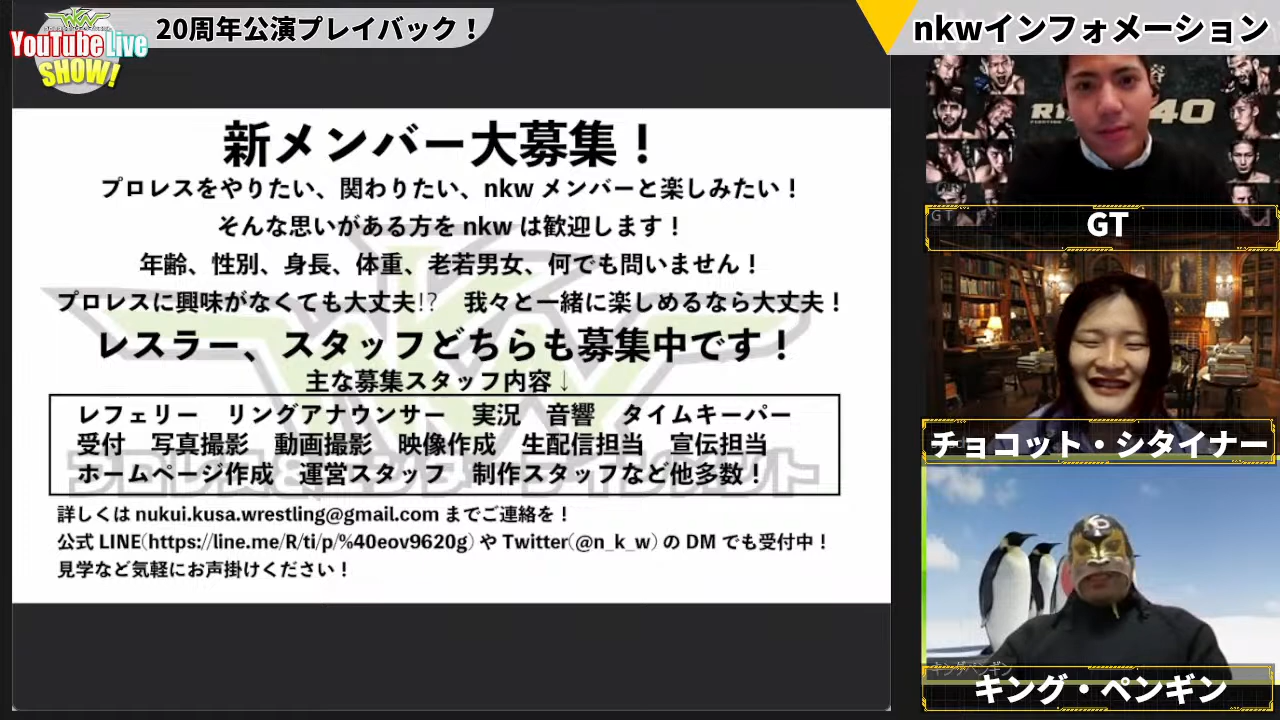 20周年公演プレイバック！
YouTube Live
SHOW!
nkwインフォメーション
新メンバー大募集！
プロレスをやりたい、関わりたい、nkw メンバーと楽しみたい！
そんな思いがある方を nkw は歓迎します！
年齢、性別、身長、体重、老若男女、何でも問いません！
プロレスに興味がなくても大丈夫!?　我々と一緒に楽しめるなら大丈夫！
レスラー、スタッフどちらも募集中です！
主な募集スタッフ内容↓
レフェリー　リングアナウンサー　実況　音響　タイムキーパー
受付　写真撮影　動画撮影　映像作成　生配信担当　宣伝担当
ホームページ作成　運営スタッフ　制作スタッフなど他多数！
詳しくは nukui.kusa.wrestling@gmail.com までご連絡を！
公式 LINE(https://line.me/R/ti/p/%40eov9620g) や Twitter(@n_k_w) の DM でも受付中！
見学など気軽にお声掛けください！
40
GT
GT
チョコット・シタイナー
キングペンギン
キング・ペンギン